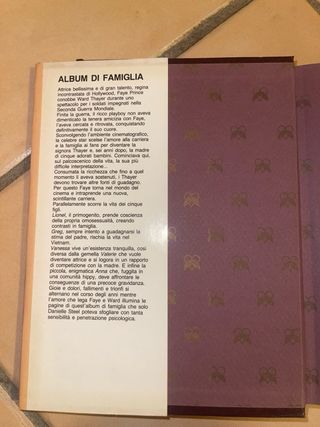 ALBUM DI FAMIGLIA
Attrice bellissima e di gran talento, regina
incontrastata di Hollywood, Faye Price
conobbe Ward Thayer durante uno
spettacolo per i soldati impegnati nella
Seconda Guerra Mondiale.
Finita la guerra, il ricco playboy non aveva
dimenticato la tenera amicizia con Faye,
l'aveva cercata e ritrovata, conquistando
definitivamente il suo cuore.
Sconvolgendo l'ambiente cinematografico,
la celebre star scelse l'amore alla carriera
e la famiglia ai fans per diventare la
signora Thayer e, sei anni dopo, la madre
di cinque adorati bambini. Cominciava qui,
sul palcoscenico della vita, la sua più
difficile interpretazione...
Consumata la ricchezza che fino a quel
momento li aveva sostenuti, i Thayer
devono trovare altre fonti di guadagno.
Per questo Faye torna nel mondo del
cinema e intraprende una nuova,
scintillante carriera.
Parallelamente scorre la vita dei cinque
figli.
Lionel, il primogenito, prende coscienza
della propria omosessualità, creando
contrasti in famiglia.
Greg, sempre intento a guadagnarsi la
stima del padre, rischia la vita nel
Vietnam.
Vanessa vive un'esistenza tranquilla, così
diversa dalla gemella Valerie che vuole
diventare attrice e si logora in un rapporto
di competizione con la madre. E infine la
piccola, enigmatica Anna che, fuggita in
una comunità hippy, deve affrontare le
conseguenze di una precoce gravidanza.
Gioie e dolori, fallimenti e trionfi si
alternano nel corso degli anni mentre
l'amore che lega Faye e Ward illumina le
pagine di quest'album di famiglia che solo
Danielle Steel poteva sfogliare con tanta
sensibilità e penetrazione psicologica.